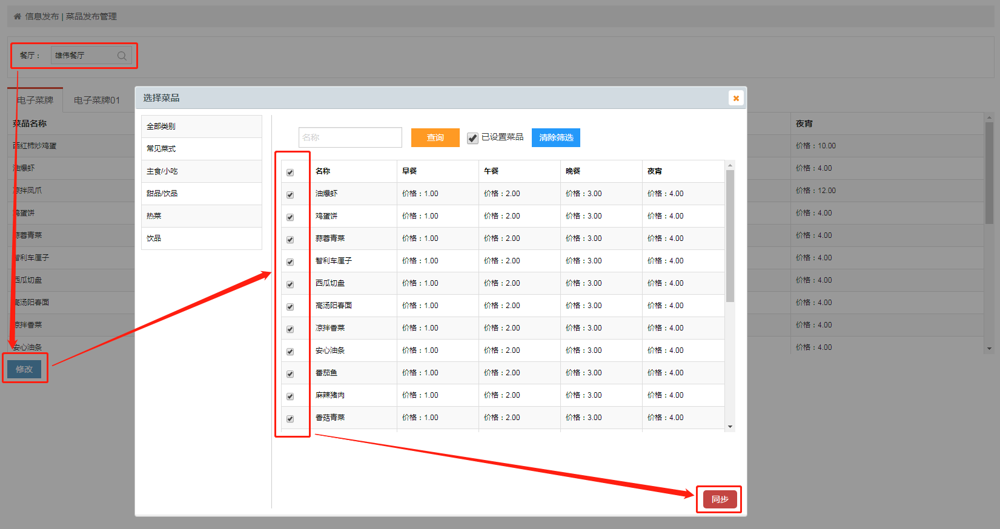 信息发布 | 菜品发布管理
餐厅： 雄伟餐厅
电子菜牌 电子菜牌01
菜品名称 夜宵
西红柿炒鸡蛋 价格：10.00
油爆虾 价格：4.00
凉拌凤爪 价格：12.00
鸡蛋饼 价格：4.00
蒜蓉青菜 价格：4.00
智利车厘子 价格：4.00
西瓜切盘 价格：4.00
高汤阳春面 价格：4.00
凉拌香菜 价格：4.00
安心油条 价格：4.00
修改
选择菜品
全部类别
常见菜式
主食/小吃
甜品/饮品
热菜
饮品
名称 查询 已设置菜品 清除筛选
名称 早餐 午餐 晚餐 夜宵
油爆虾 价格：1.00 价格：2.00 价格：3.00 价格：4.00
鸡蛋饼 价格：1.00 价格：2.00 价格：3.00 价格：4.00
蒜蓉青菜 价格：1.00 价格：2.00 价格：3.00 价格：4.00
智利车厘子 价格：1.00 价格：2.00 价格：3.00 价格：4.00
西瓜切盘 价格：1.00 价格：2.00 价格：3.00 价格：4.00
高汤阳春面 价格：1.00 价格：2.00 价格：3.00 价格：4.00
凉拌香菜 价格：1.00 价格：2.00 价格：3.00 价格：4.00
安心油条 价格：1.00 价格：2.00 价格：3.00 价格：4.00
番茄鱼 价格：1.00 价格：2.00 价格：3.00 价格：4.00
麻辣猪肉 价格：1.00 价格：2.00 价格：3.00 价格：4.00
香菇青菜 价格：1.00 价格：2.00 价格：3.00 价格：4.00
同步